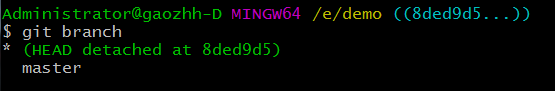 Administrator@gaozhh-D MINGW64 /e/demo ((8ded9d5...))
$ git branch
* (HEAD detached at 8ded9d5)
  master